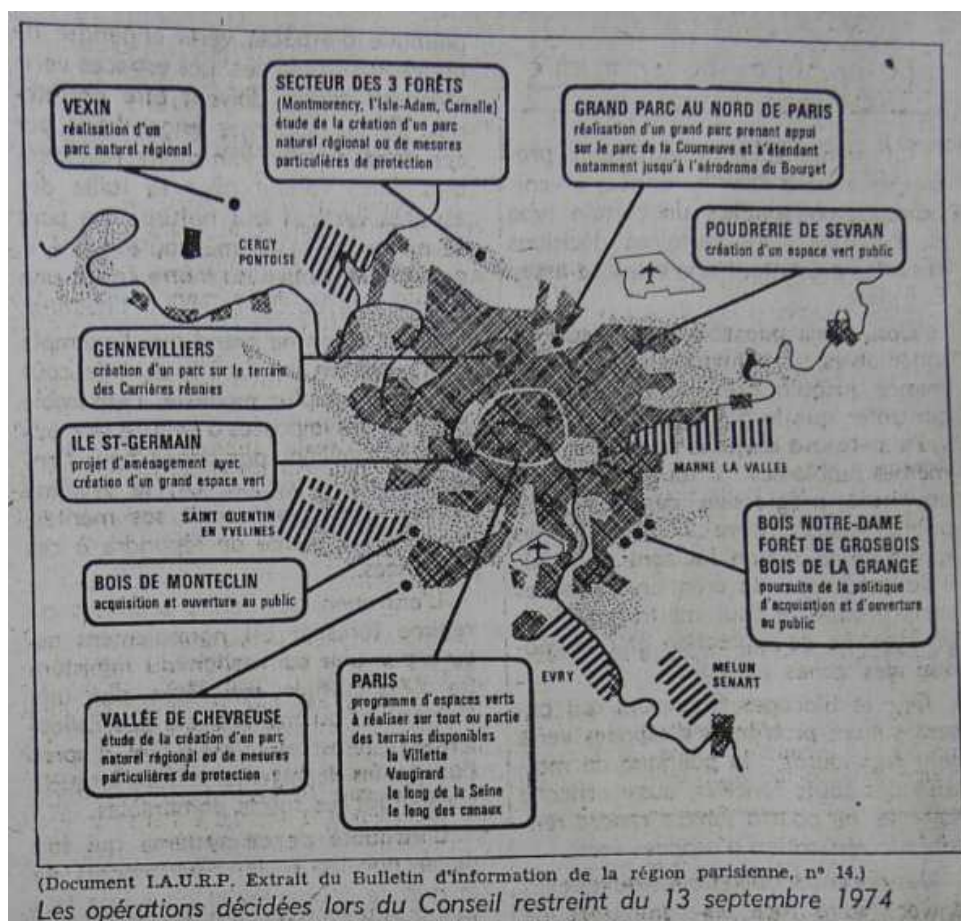 VEXIN
réalisation d'un
parc naturel régional
SECTEUR DES 3 FORÊTS
(Montmorency, l'Isle-Adam, Carnelle)
étude de la création d'un parc
naturel régional ou de mesures
particulières de protection
GRAND PARC AU NORD DE PARIS
réalisation d'un grand parc prenant appui
sur le parc de la Courneuve et s'étendant
notamment jusqu'à l'aérodrome du Bourget
POUDRERIE DE SEVRAN
création d'un espace vert public
CERGY
PONTOISE
GENNEVILLIERS
création d'un parc sur le terrain
des Carrières réunies
ILE ST-GERMAIN
projet d'aménagement avec
création d'un grand espace vert
MARNE LA VALLEE
SAINT QUENTIN
EN YVELINES
BOIS DE MONTECLIN
acquisition et ouverture au public
BOIS NOTRE-DAME
FORÊT DE GROSBOIS
BOIS DE LA GRANGE
poursuite de la politique
d'acquisition et d'ouverture
au public
EVRY
MELUN
SENART
VALLÉE DE CHEVREUSE
étude de la création d'un parc
naturel régional ou de mesures
particulières de protection
PARIS
programme d'espaces verts
à réaliser sur tout ou partie
des terrains disponibles
la Villette
Vaugirard
le long de la Seine
le long des canaux
(Document I.A.U.R.P. Extrait du Bulletin d'information de la région parisienne, n° 14.)
Les opérations décidées lors du Conseil restreint du 13 septembre 1974